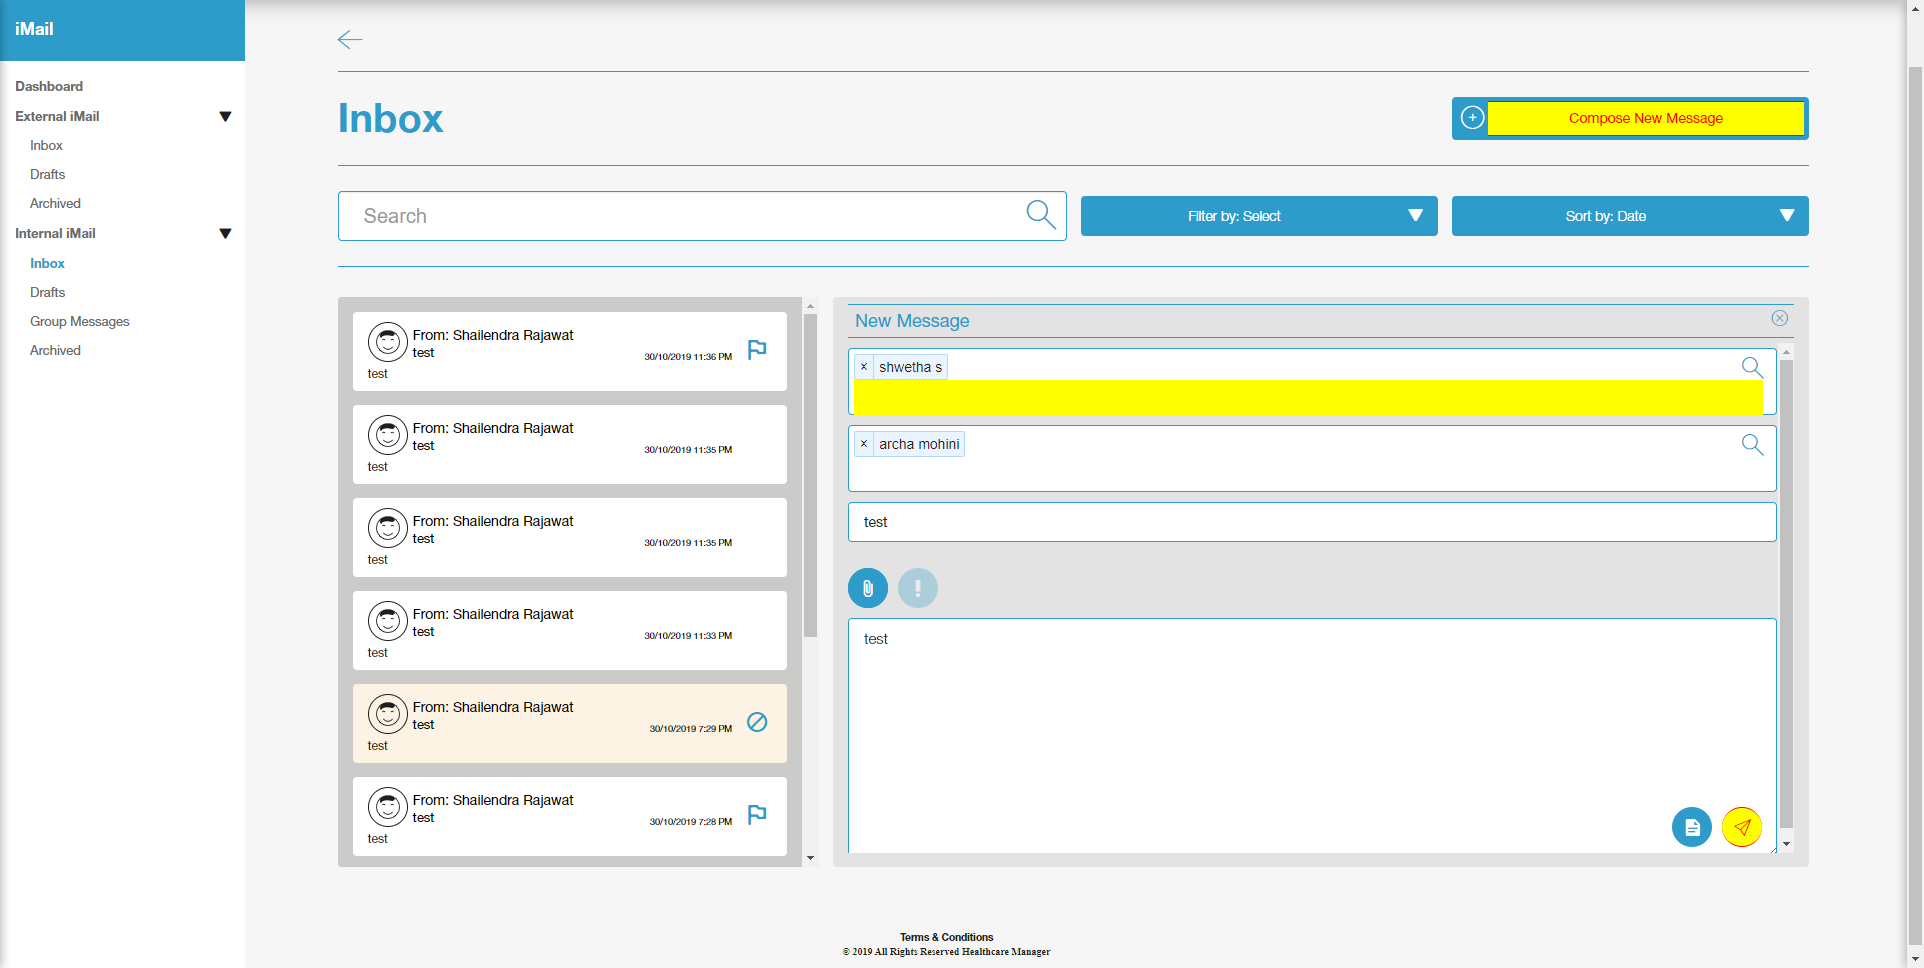 iMail
Dashboard
External iMail
Inbox
Drafts
Archived
Internal iMail
Inbox
Drafts
Group Messages
Archived
Inbox
Compose New Message
Search
Filter by: Select
Sort by: Date
From: Shailendra Rajawat
test
30/10/2019 11:36 PM
test
From: Shailendra Rajawat
test
30/10/2019 11:35 PM
test
From: Shailendra Rajawat
test
30/10/2019 11:35 PM
test
From: Shailendra Rajawat
test
30/10/2019 11:33 PM
test
From: Shailendra Rajawat
test
30/10/2019 7:29 PM
test
From: Shailendra Rajawat
test
30/10/2019 7:28 PM
test
New Message
× shwetha s
× archa mohini
test
test
Terms & Conditions
© 2019 All Rights Reserved Healthcare Manager